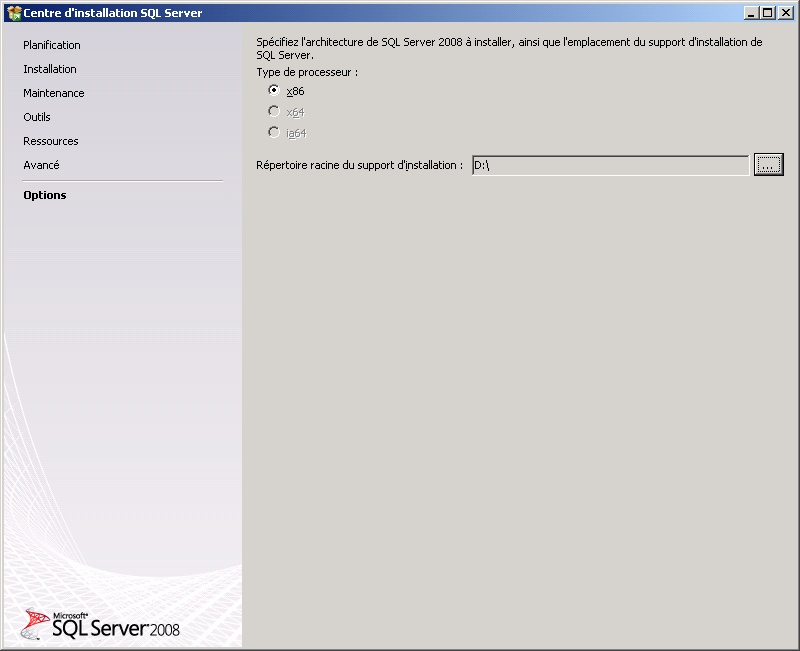 Centre d'installation SQL Server
Planification
Installation
Maintenance
Outils
Ressources
Avancé
Options
Spécifiez l'architecture de SQL Server 2008 à installer, ainsi que l'emplacement du support d'installation de
SQL Server.
Type de processeur :
x86
x64
ia64
Répertoire racine du support d'installation :
D:\
...
Microsoft®
SQL Server 2008